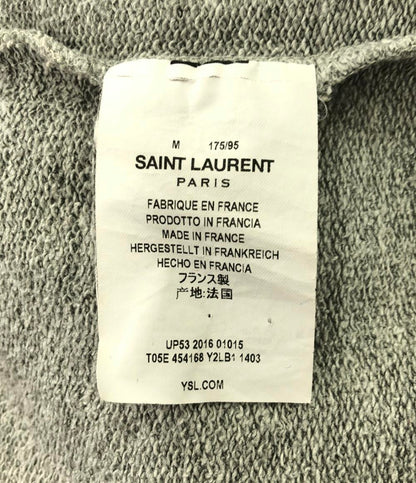 M 175/95
SAINT LAURENT
PARIS
FABRIQUE EN FRANCE
PRODOTTO IN FRANCIA
MADE IN FRANCE
HERGESTELLT IN FRANKREICH
HECHO EN FRANCIA
フランス製
产地:法国
UP53 2016 01015
T05E 454168 Y2LB1 1403
YSL.COM